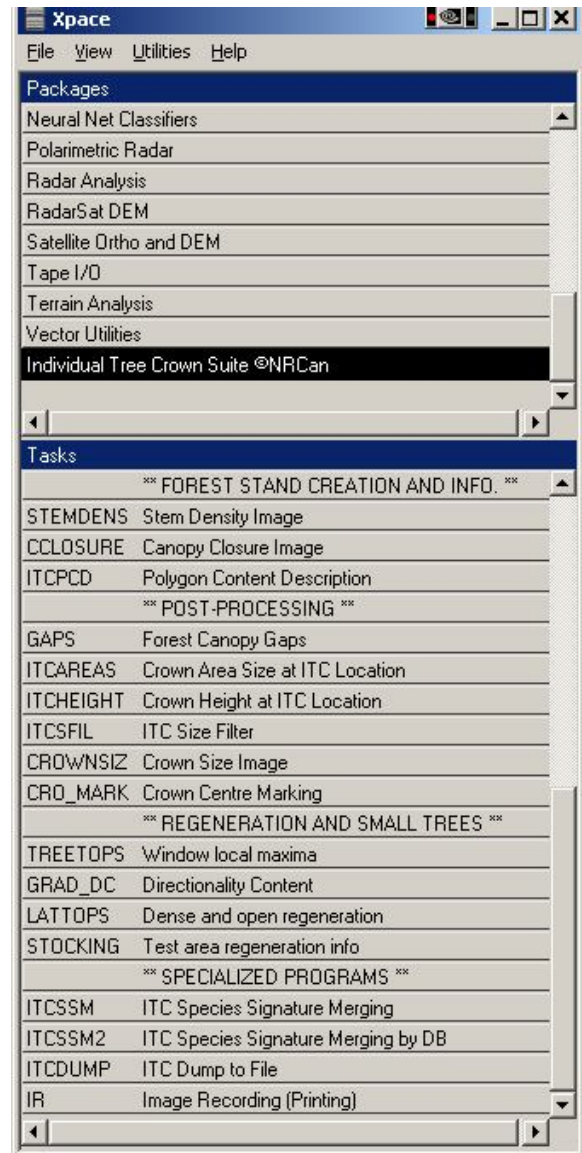 Xpace
File View Utilities Help
Packages
Neural Net Classifiers
Polarimetric Radar
Radar Analysis
RadarSat DEM
Satellite Ortho and DEM
Tape I/O
Terrain Analysis
Vector Utilities
Individual Tree Crown Suite ©NRCan
Tasks
** FOREST STAND CREATION AND INFO. **
STEMDENS Stem Density Image
CCLOSURE Canopy Closure Image
ITCPCD Polygon Content Description
** POST-PROCESSING **
GAPS Forest Canopy Gaps
ITCAREAS Crown Area Size at ITC Location
ITCHEIGHT Crown Height at ITC Location
ITCSFIL ITC Size Filter
CROWNSIZ Crown Size Image
CRO_MARK Crown Centre Marking
** REGENERATION AND SMALL TREES **
TREETOPS Window local maxima
GRAD_DC Directionality Content
LATTOPS Dense and open regeneration
STOCKING Test area regeneration info
** SPECIALIZED PROGRAMS **
ITCSSM ITC Species Signature Merging
ITCSSM2 ITC Species Signature Merging by DB
ITCDUMP ITC Dump to File
IR Image Recording (Printing)